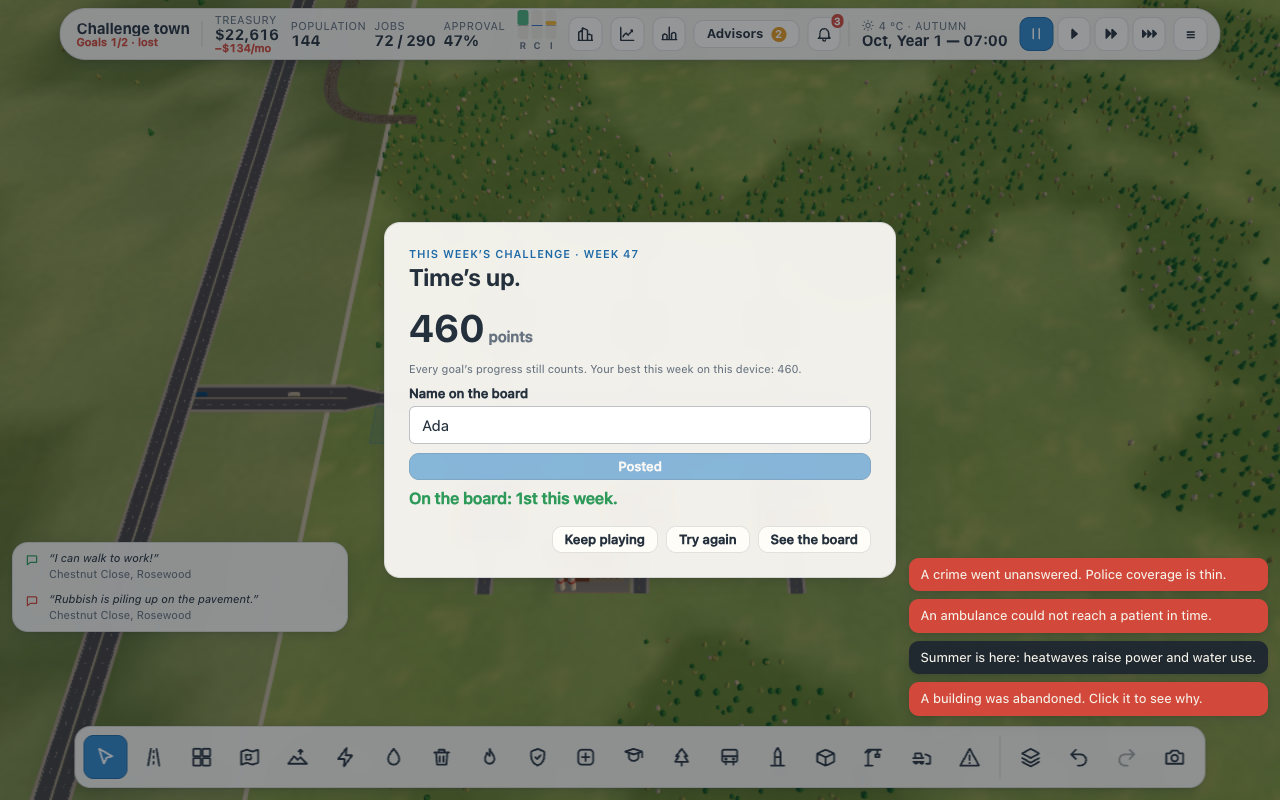 Challenge town
Goals 1/2 · lost
TREASURY
$22,616
−$134/mo
POPULATION
144
JOBS
72 / 290
APPROVAL
47%
R C I
Advisors 2
3
4 °C · AUTUMN
Oct, Year 1 — 07:00
THIS WEEK’S CHALLENGE · WEEK 47
Time’s up.
460 points
Every goal’s progress still counts. Your best this week on this device: 460.
Name on the board
Ada
Posted
On the board: 1st this week.
Keep playing
Try again
See the board
“I can walk to work!”
Chestnut Close, Rosewood
“Rubbish is piling up on the pavement.”
Chestnut Close, Rosewood
A crime went unanswered. Police coverage is thin.
An ambulance could not reach a patient in time.
Summer is here: heatwaves raise power and water use.
A building was abandoned. Click it to see why.